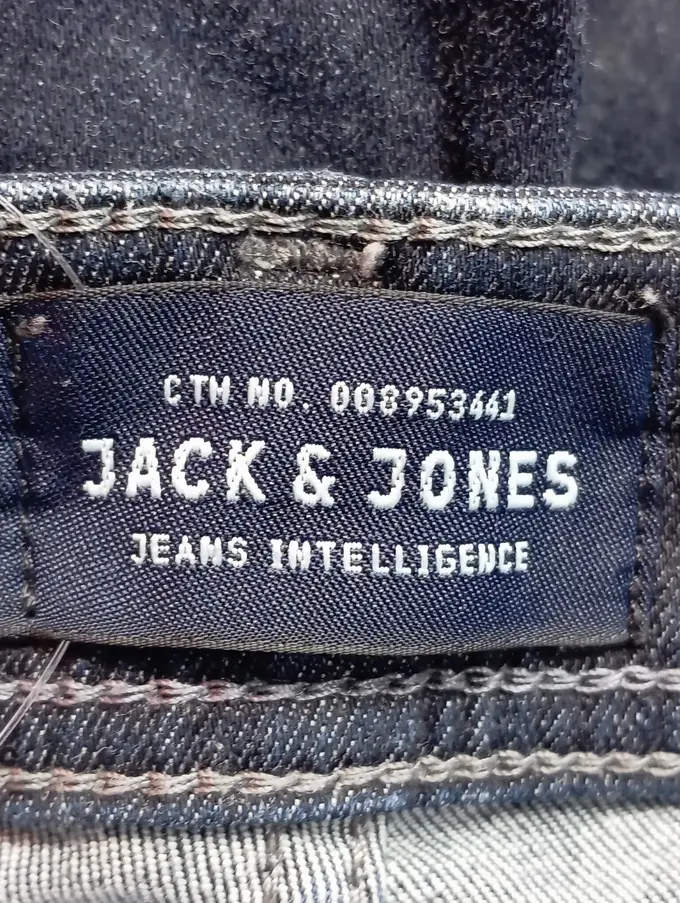 CTM NO. 008953441
JACK & JONES
JEANS INTELLIGENCE